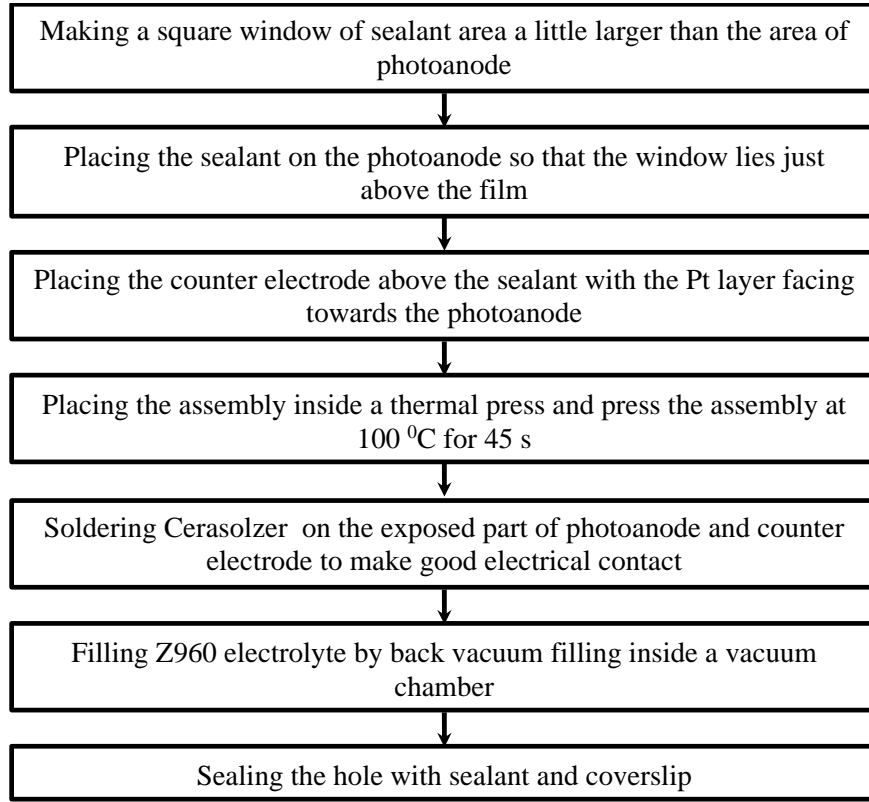 Making a square window of sealant area a little larger than the area of
photoanode
Placing the sealant on the photoanode so that the window lies just
above the film
Placing the counter electrode above the sealant with the Pt layer facing
towards the photoanode
Placing the assembly inside a thermal press and press the assembly at
100 ⁰C for 45 s
Soldering Cerasolzer on the exposed part of photoanode and counter
electrode to make good electrical contact
Filling Z960 electrolyte by back vacuum filling inside a vacuum
chamber
Sealing the hole with sealant and coverslip